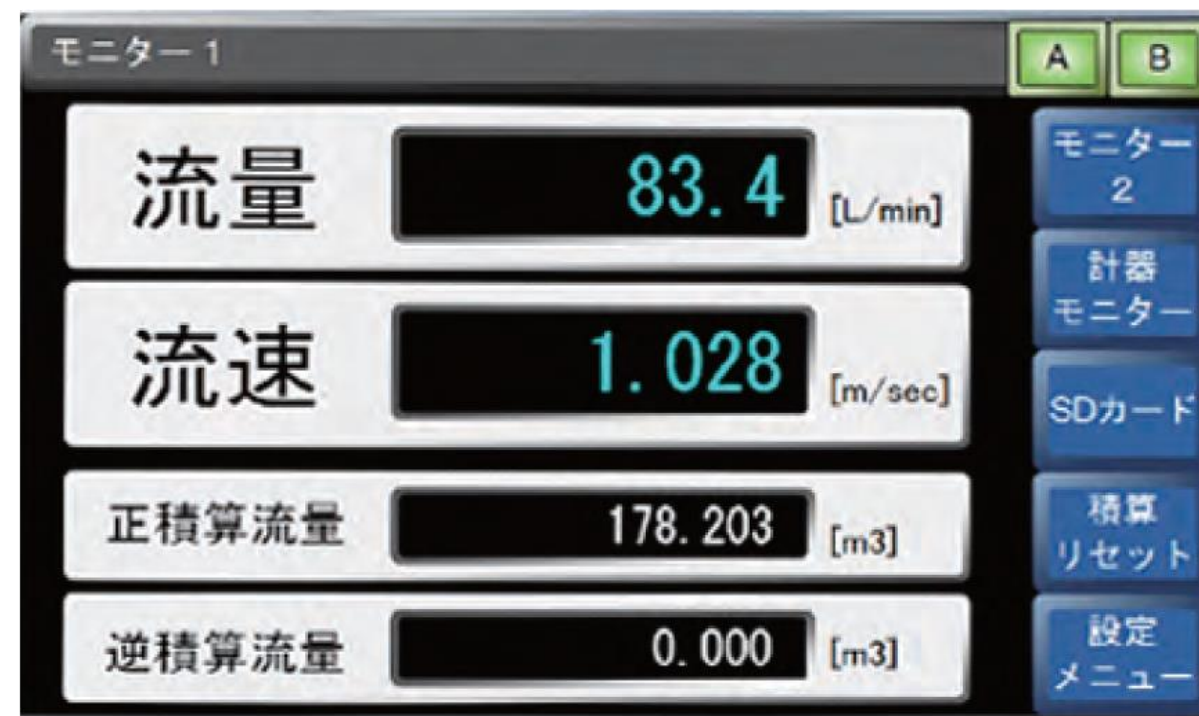 モニター 1
A
B
流量
83.4
[L/min]
流速
1.028
[m/sec]
正積算流量
178.203
[m3]
逆積算流量
0.000
[m3]
モニター
2
計器
モニター
SDカード
積算
リセット
設定
メニュー